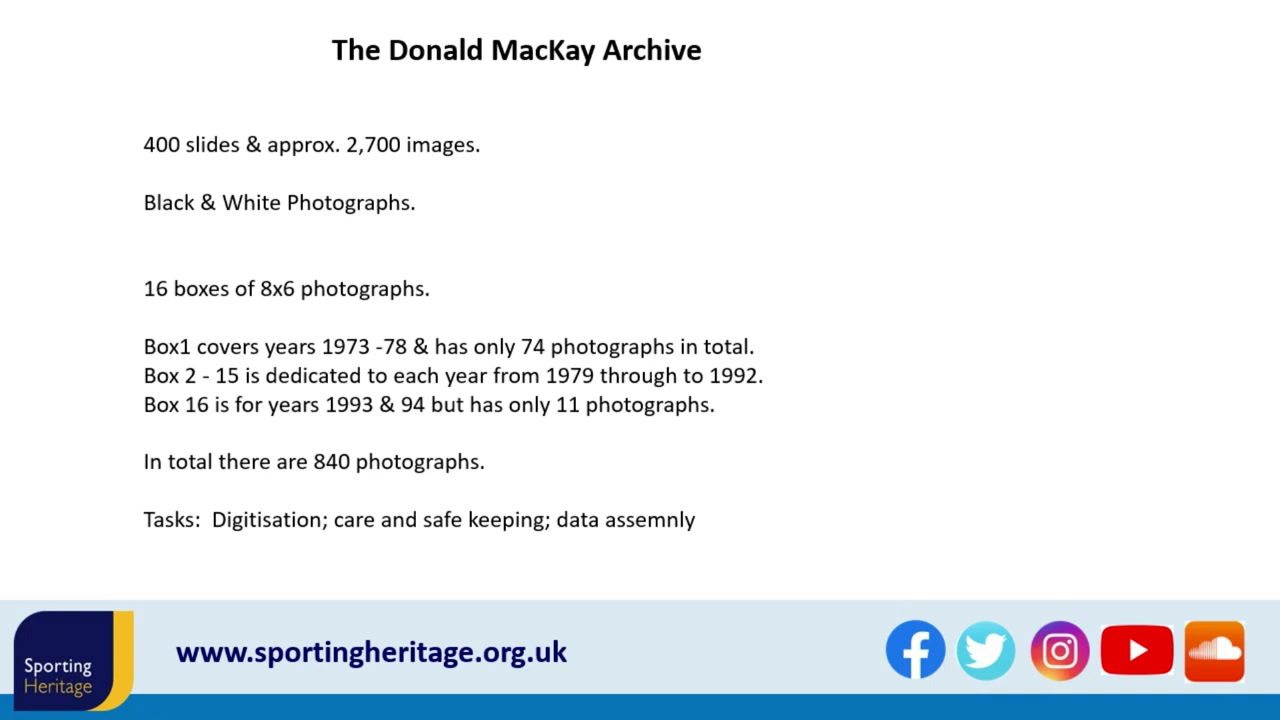 The Donald MacKay Archive
400 slides & approx. 2,700 images.
Black & White Photographs.
16 boxes of 8x6 photographs.
Box1 covers years 1973 -78 & has only 74 photographs in total.
Box 2 - 15 is dedicated to each year from 1979 through to 1992.
Box 16 is for years 1993 & 94 but has only 11 photographs.
In total there are 840 photographs.
Tasks:  Digitisation; care and safe keeping; data assemnly
Sporting
Heritage
www.sportingheritage.org.uk